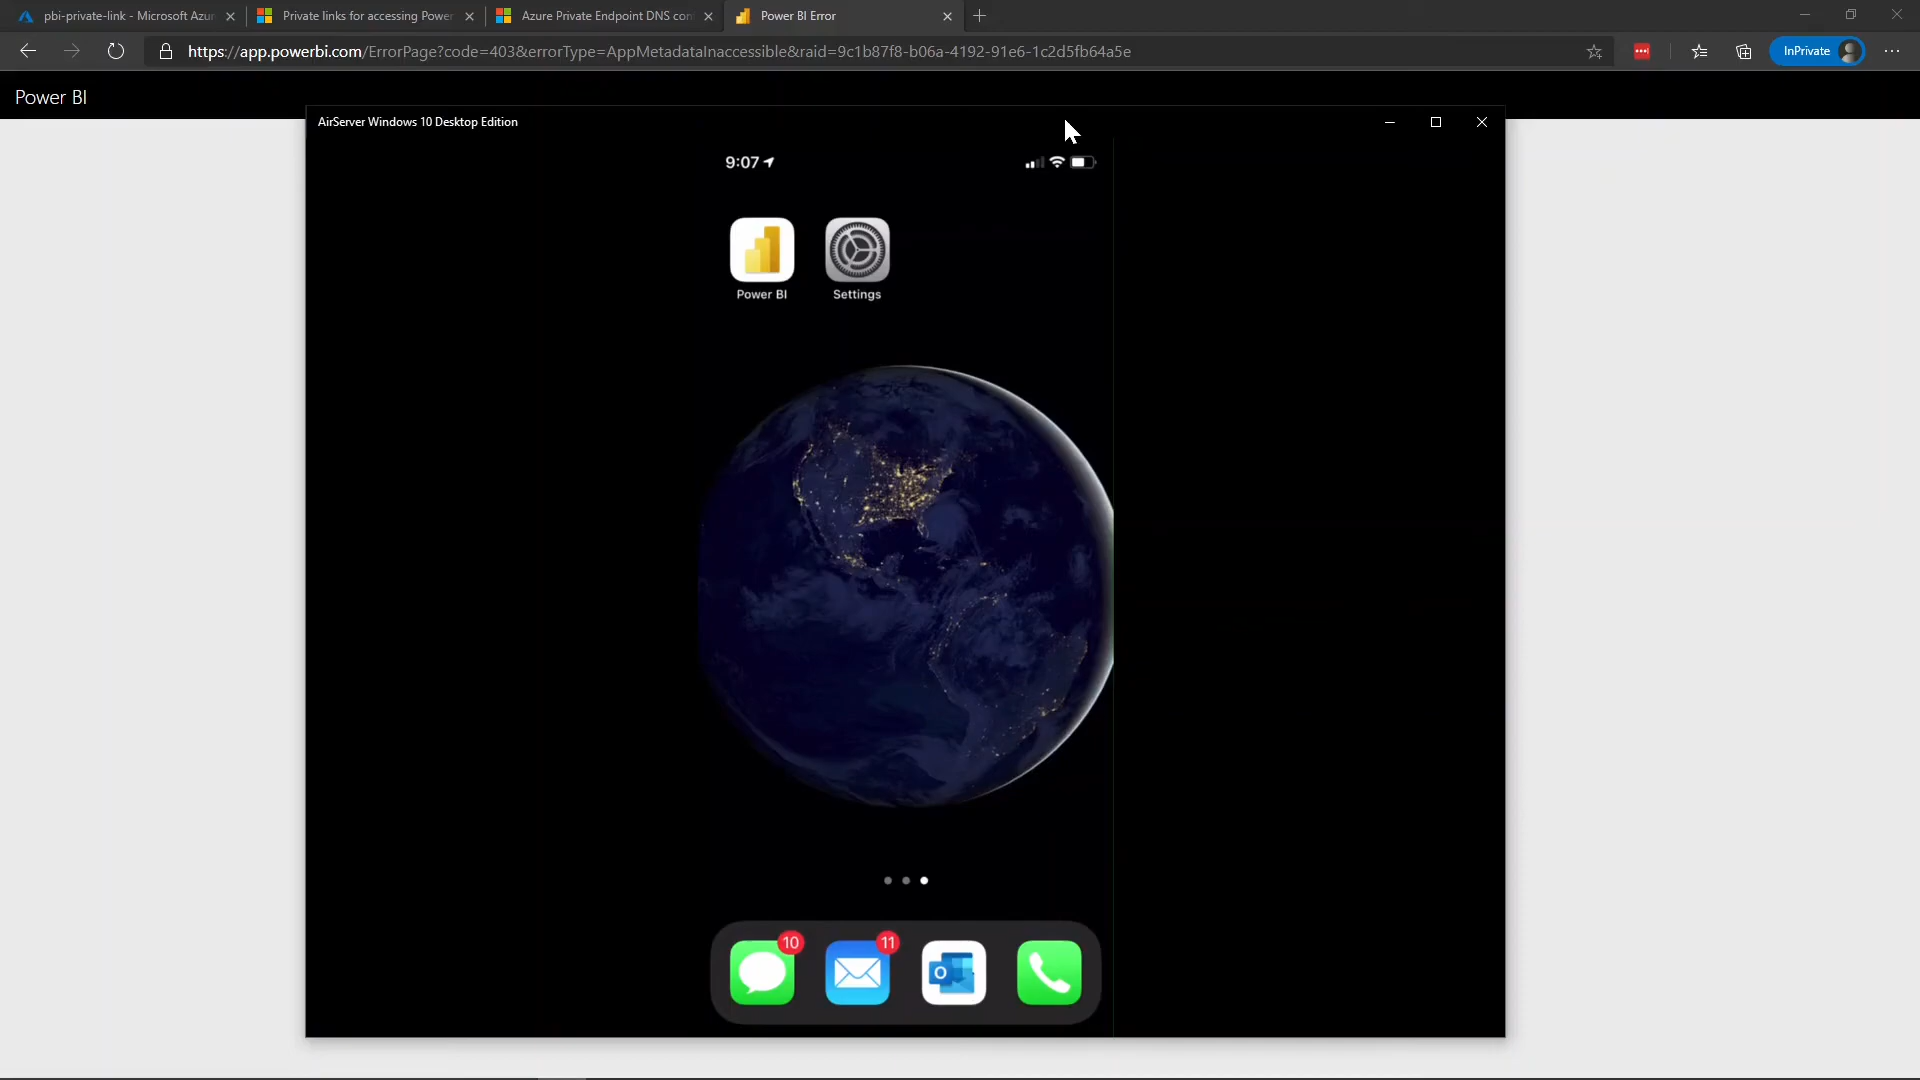 pbi-private-link - Microsoft Azur
Private links for accessing Power
Azure Private Endpoint DNS con
Power BI Error
https://app.powerbi.com/ErrorPage?code=403&errorType=AppMetadataInaccessible&raid=9c1b87f8-b06a-4192-91e6-1c2d5fb64a5e
InPrivate
Power BI
AirServer Windows 10 Desktop Edition
9:07
Power BI
Settings
10
11